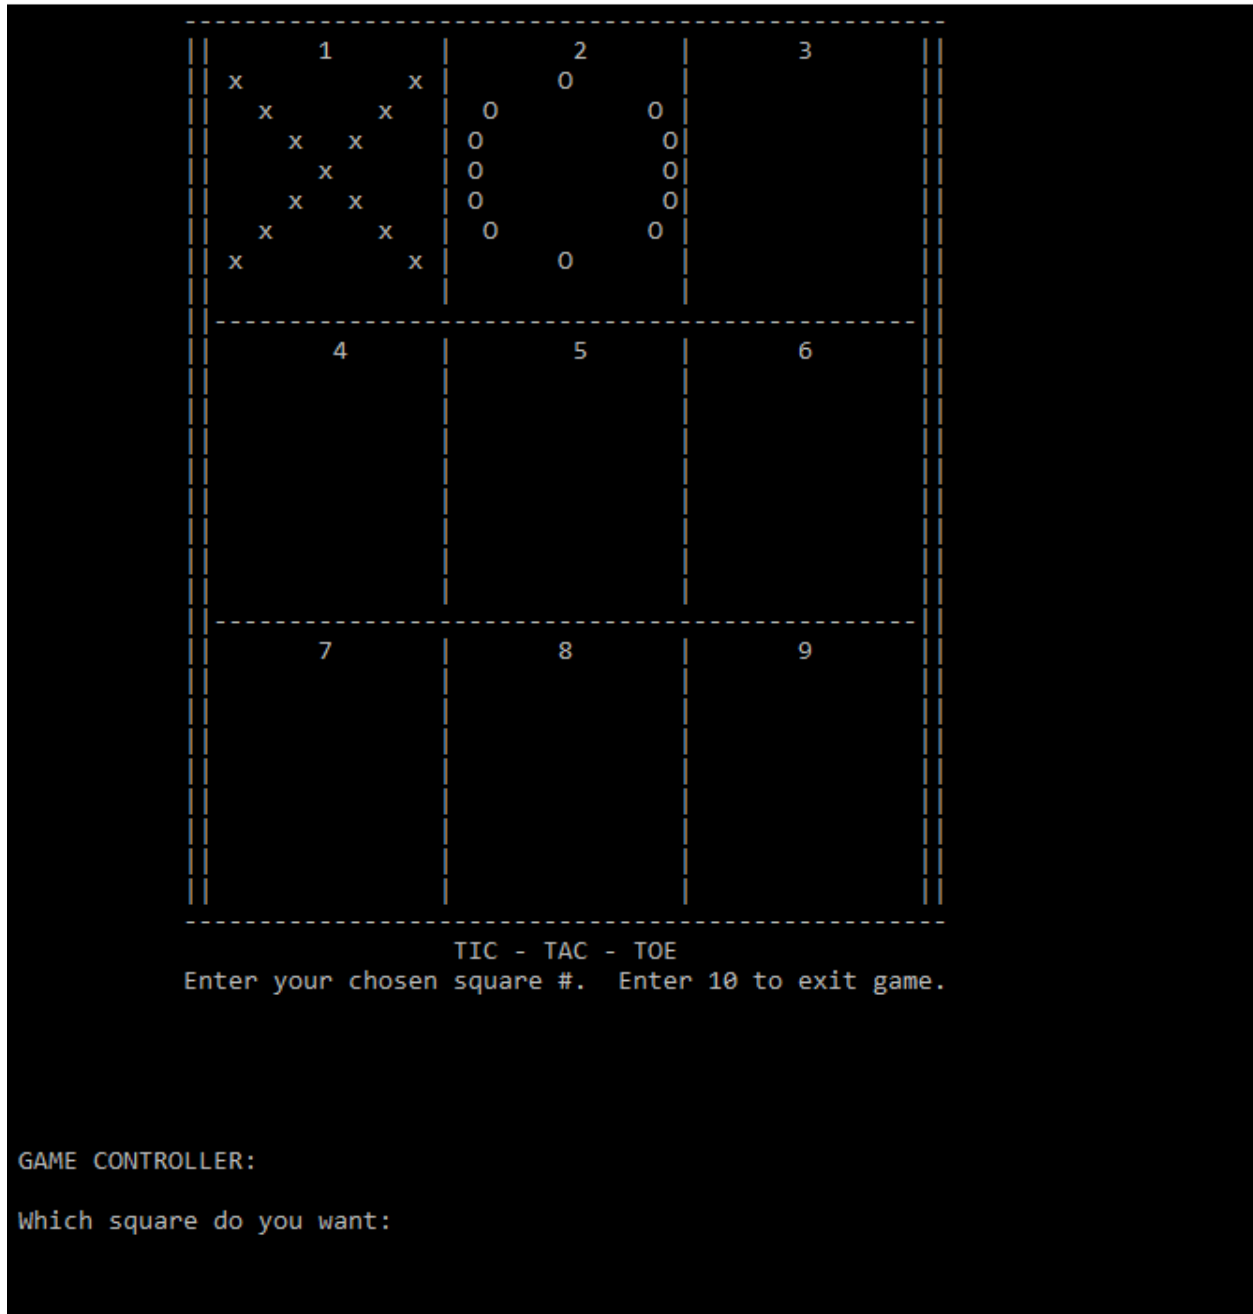 1 2 3
x x O
x x O O
x x O O
x O O
x x O O
x x O O
x x O
4 5 6
7 8 9
TIC - TAC - TOE
Enter your chosen square #.  Enter 10 to exit game.
GAME CONTROLLER:
Which square do you want: